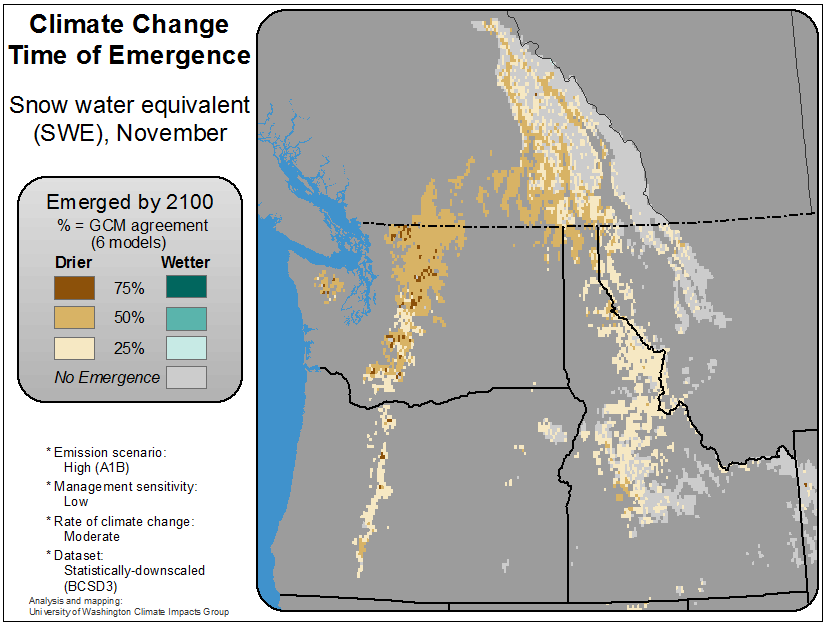 Climate Change
Time of Emergence
Snow water equivalent
(SWE), November
Emerged by 2100
% = GCM agreement
(6 models)
Drier Wetter
75%
50%
25%
No Emergence
* Emission scenario:
High (A1B)
* Management sensitivity:
Low
* Rate of climate change:
Moderate
* Dataset:
Statistically-downscaled
(BCSD3)
Analysis and mapping:
University of Washington Climate Impacts Group